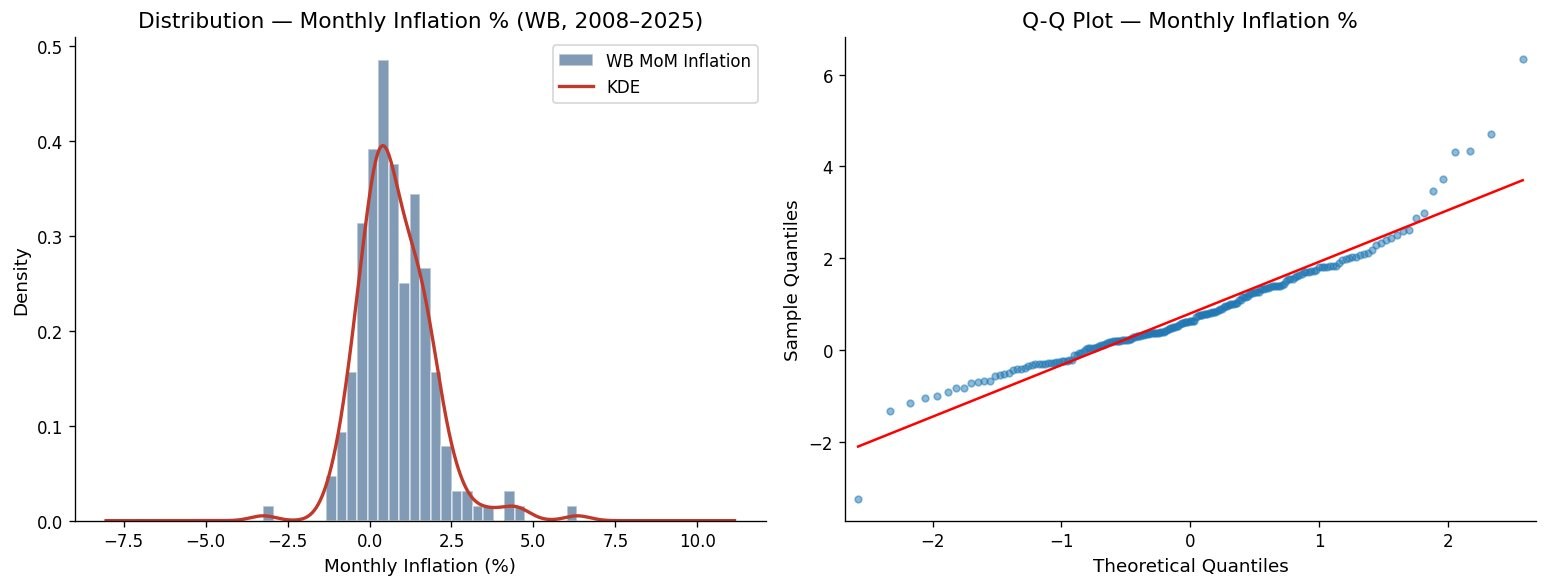 Distribution — Monthly Inflation % (WB, 2008–2025)
WB MoM Inflation
KDE
Density
0.5
0.4
0.3
0.2
0.1
0.0
−7.5 −5.0 −2.5 0.0 2.5 5.0 7.5 10.0
Monthly Inflation (%)
Q-Q Plot — Monthly Inflation %
Sample Quantiles
6
4
2
0
−2
−2 −1 0 1 2
Theoretical Quantiles